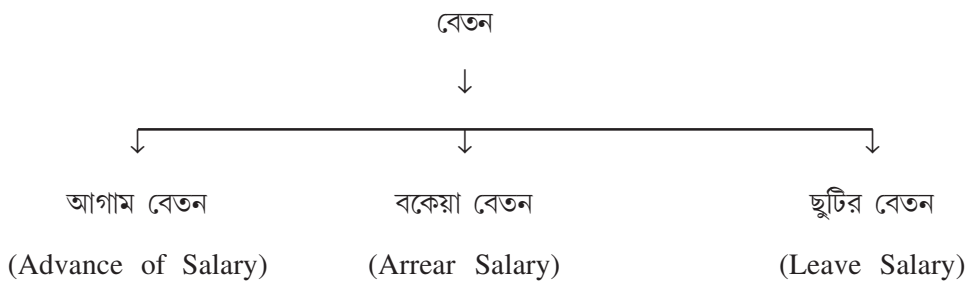 বেতন
আগাম বেতন বকেয়া বেতন ছুটির বেতন
(Advance of Salary) (Arrear Salary) (Leave Salary)